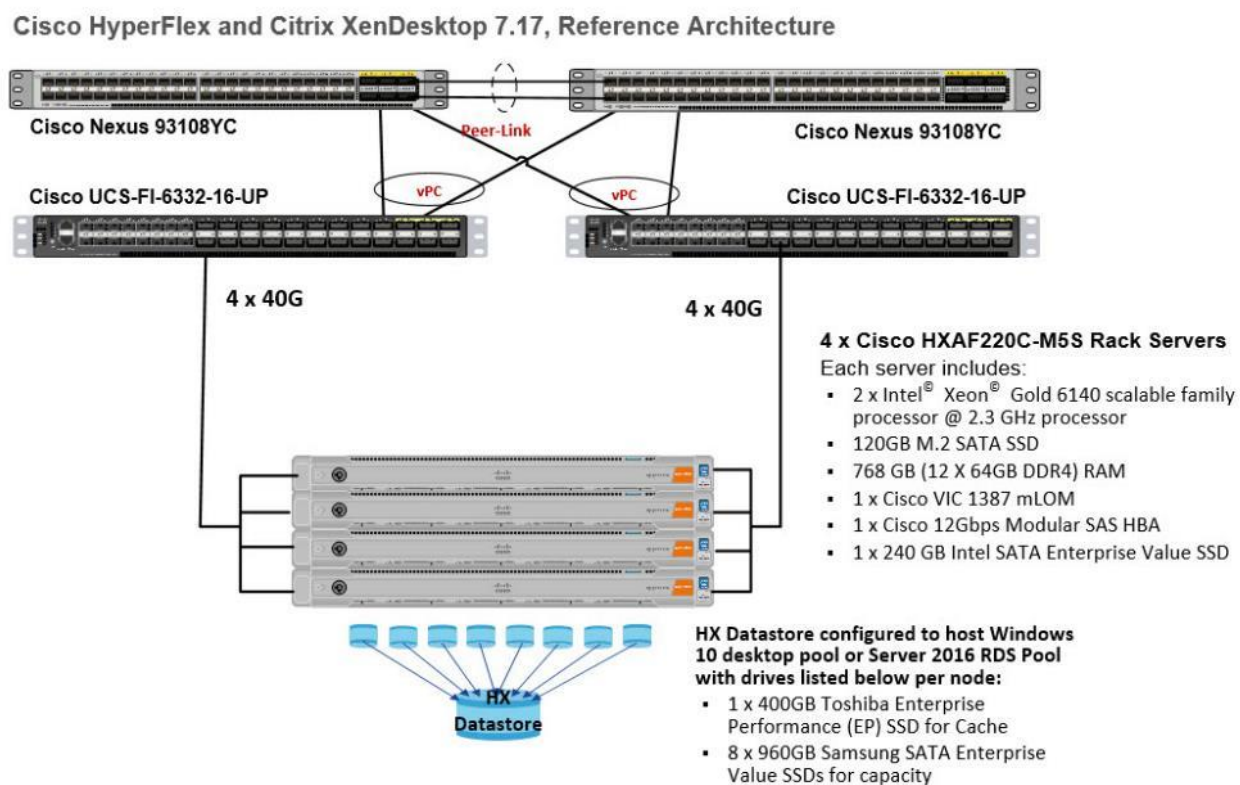 Cisco HyperFlex and Citrix XenDesktop 7.17, Reference Architecture
Cisco Nexus 93108YC
Peer-Link
Cisco Nexus 93108YC
Cisco UCS-FI-6332-16-UP
vPC
vPC
Cisco UCS-FI-6332-16-UP
4 x 40G
4 x 40G
4 x Cisco HXAF220C-M5S Rack Servers
Each server includes:
▪ 2 x Intel© Xeon® Gold 6140 scalable family
processor @ 2.3 GHz processor
▪ 120GB M.2 SATA SSD
▪ 768 GB (12 X 64GB DDR4) RAM
▪ 1 x Cisco VIC 1387 mLOM
▪ 1 x Cisco 12Gbps Modular SAS HBA
▪ 1 x 240 GB Intel SATA Enterprise Value SSD
HX
Datastore
HX Datastore configured to host Windows
10 desktop pool or Server 2016 RDS Pool
with drives listed below per node:
▪ 1 x 400GB Toshiba Enterprise
Performance (EP) SSD for Cache
▪ 8 x 960GB Samsung SATA Enterprise
Value SSDs for capacity